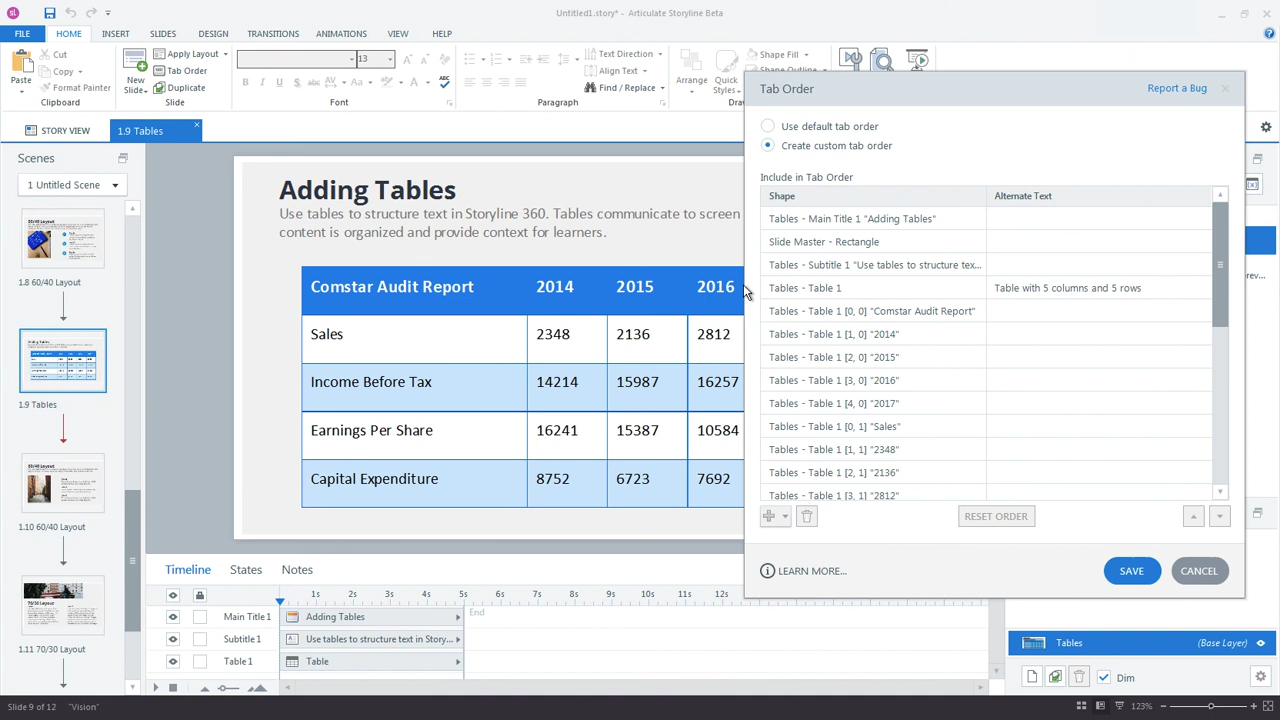 Untitled1.story* - Articulate Storyline Beta
FILE HOME INSERT SLIDES DESIGN TRANSITIONS ANIMATIONS VIEW HELP
Paste
Cut
Copy
Format Painter
Clipboard
New Slide
Apply Layout
Tab Order
Duplicate
Slide
13
Font
Paragraph
Text Direction
Align Text
Find / Replace
Arrange
Quick Styles
Shape Fill
Shape Outline
STORY VIEW
1.9 Tables
Scenes
1 Untitled Scene
1.8 60/40 Layout
1.9 Tables
1.10 60/40 Layout
1.11 70/30 Layout
Adding Tables
Use tables to structure text in Storyline 360. Tables communicate to screen
content is organized and provide context for learners.
Comstar Audit Report 2014 2015 2016
Sales 2348 2136 2812
Income Before Tax 14214 15987 16257
Earnings Per Share 16241 15387 10584
Capital Expenditure 8752 6723 7692
Tab Order
Report a Bug
Use default tab order
Create custom tab order
Include in Tab Order
Shape Alternate Text
Tables - Main Title 1 "Adding Tables"
Slide Master - Rectangle
Tables - Subtitle 1 "Use tables to structure tex...
Tables - Table 1 Table with 5 columns and 5 rows
Tables - Table 1 [0, 0] "Comstar Audit Report"
Tables - Table 1 [1, 0] "2014"
Tables - Table 1 [2, 0] "2015"
Tables - Table 1 [3, 0] "2016"
Tables - Table 1 [4, 0] "2017"
Tables - Table 1 [0, 1] "Sales"
Tables - Table 1 [1, 1] "2348"
Tables - Table 1 [2, 1] "2136"
Tables - Table 1 [3, 1] "2812"
RESET ORDER
LEARN MORE...
SAVE
CANCEL
Timeline States Notes
1s 2s 3s 4s 5s 6s 7s 8s 9s 10s 11s 12s
End
Main Title 1 Adding Tables
Subtitle 1 Use tables to structure text in Story...
Table 1 Table
Tables (Base Layer)
Dim
Slide 9 of 12 "Vision"
123%